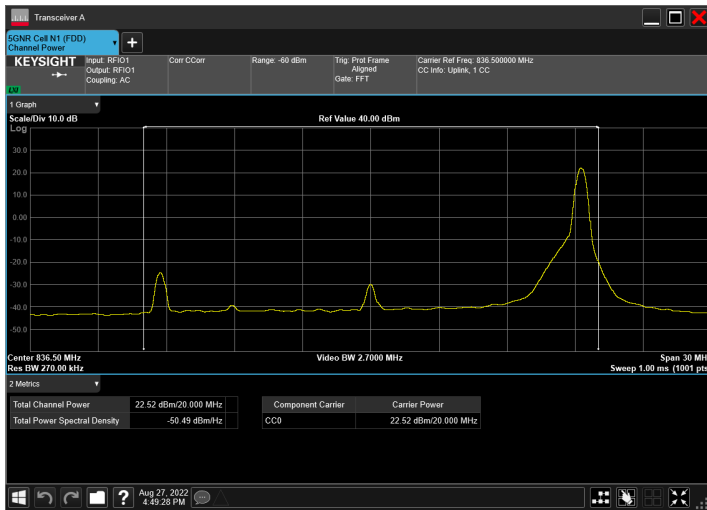 Transceiver A
5GNR Cell N1 (FDD)
Channel Power
KEYSIGHT
LXI
Input: RFIO1
Output: RFIO1
Coupling: AC
Corr CCorr
Range: -60 dBm
Trig: Prot Frame
Aligned
Gate: FFT
Carrier Ref Freq: 836.500000 MHz
CC Info: Uplink, 1 CC
1 Graph
Scale/Div 10.0 dB
Ref Value 40.00 dBm
Log
30.0
20.0
10.0
0.00
-10.0
-20.0
-30.0
-40.0
-50.0
Center 836.50 MHz
Video BW 2.7000 MHz
Span 30 MH
Res BW 270.00 kHz
Sweep 1.00 ms (1001 pts
2 Metrics
Total Channel Power 22.52 dBm/20.000 MHz
Total Power Spectral Density -50.49 dBm/Hz
Component Carrier Carrier Power
CC0 22.52 dBm/20.000 MHz
?
Aug 27, 2022
4:49:28 PM